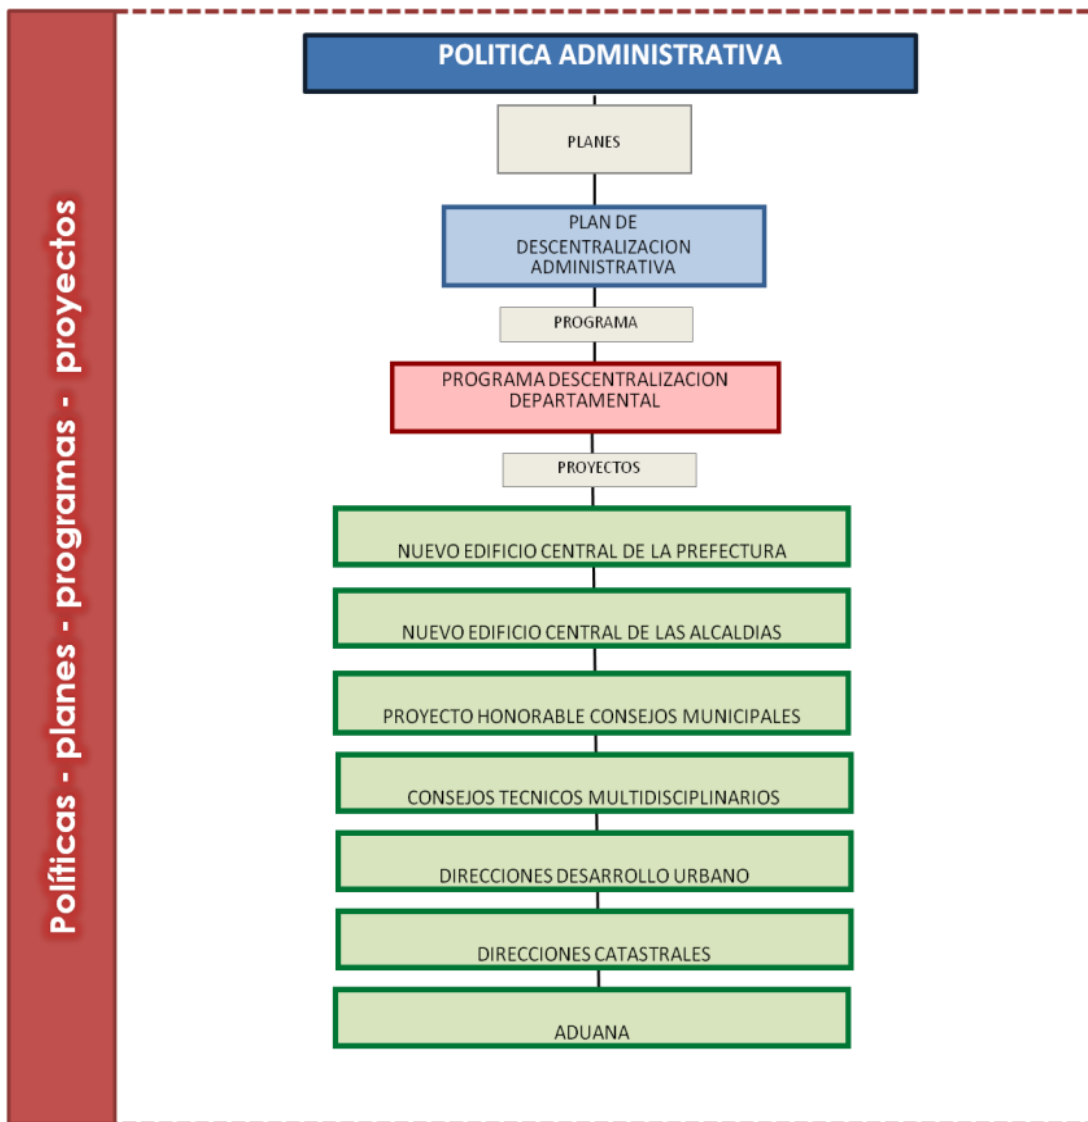 Políticas - planes - programas - proyectos
POLITICA ADMINISTRATIVA
PLANES
PLAN DE
DESCENTRALIZACION
ADMINISTRATIVA
PROGRAMA
PROGRAMA DESCENTRALIZACION
DEPARTAMENTAL
PROYECTOS
NUEVO EDIFICIO CENTRAL DE LA PREFECTURA
NUEVO EDIFICIO CENTRAL DE LAS ALCALDIAS
PROYECTO HONORABLE CONSEJOS MUNICIPALES
CONSEJOS TECNICOS MULTIDISCIPLINARIOS
DIRECCIONES DESARROLLO URBANO
DIRECCIONES CATASTRALES
ADUANA